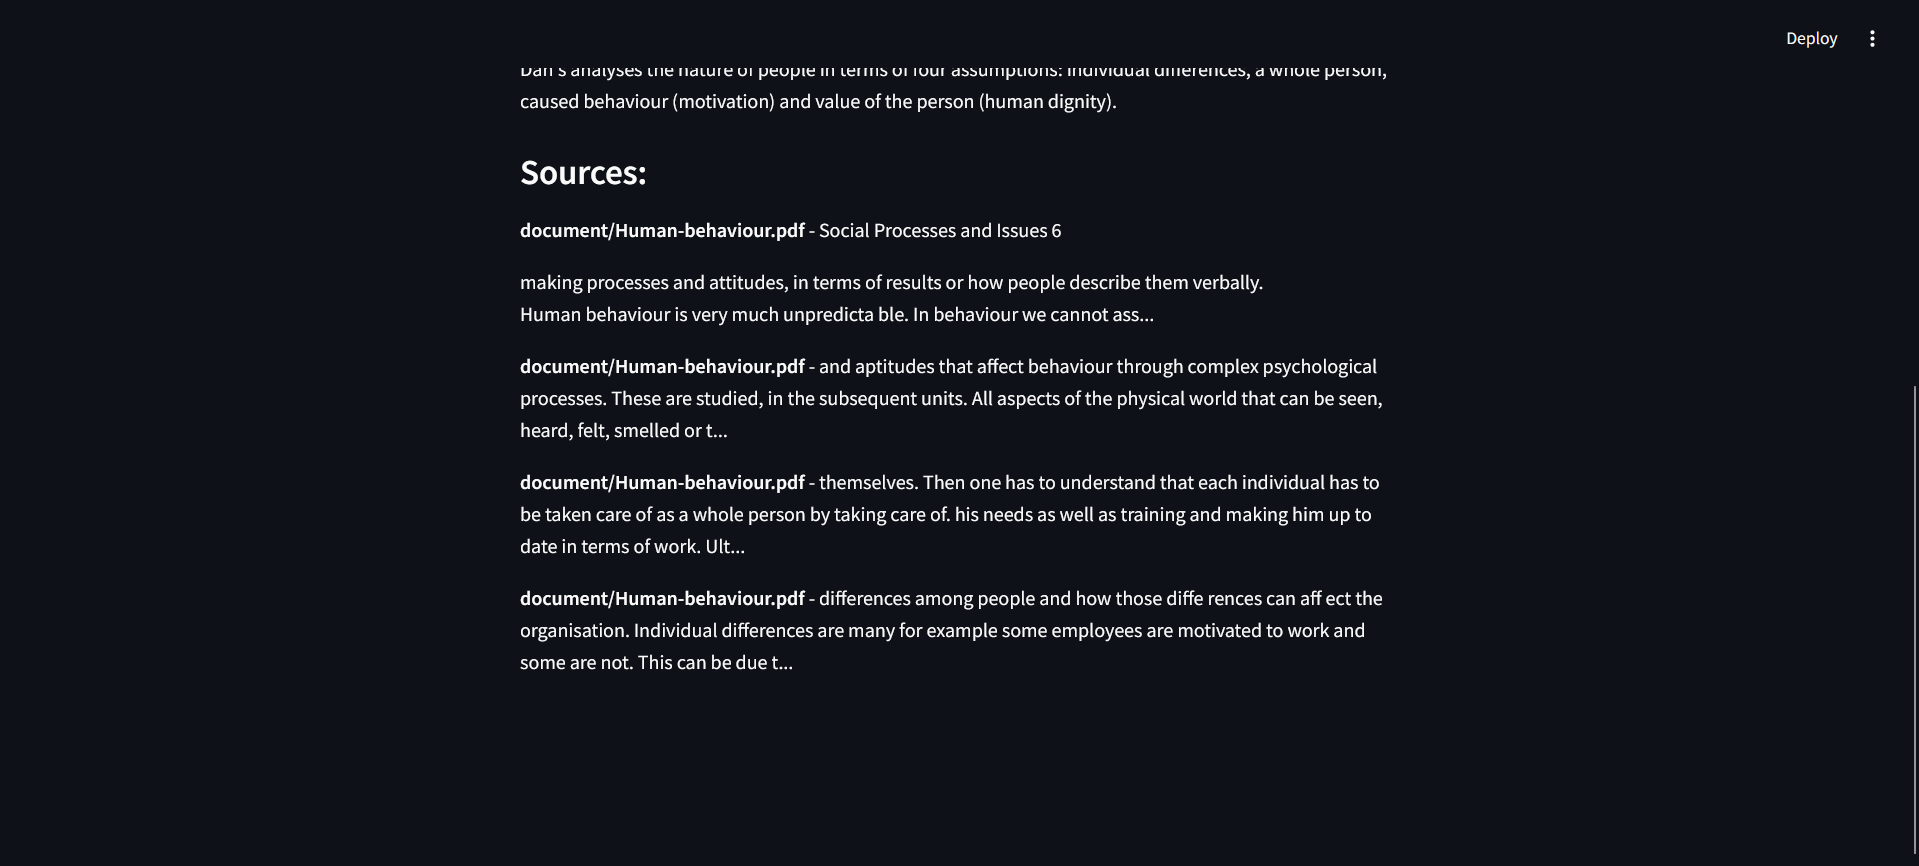 Deploy
Dan's analyses the nature of people in terms of four assumptions: individual differences, a whole person,
caused behaviour (motivation) and value of the person (human dignity).
Sources:
document/Human-behaviour.pdf - Social Processes and Issues 6
making processes and attitudes, in terms of results or how people describe them verbally.
Human behaviour is very much unpredicta ble. In behaviour we cannot ass...
document/Human-behaviour.pdf - and aptitudes that affect behaviour through complex psychological
processes. These are studied, in the subsequent units. All aspects of the physical world that can be seen,
heard, felt, smelled or t...
document/Human-behaviour.pdf - themselves. Then one has to understand that each individual has to
be taken care of as a whole person by taking care of. his needs as well as training and making him up to
date in terms of work. Ult...
document/Human-behaviour.pdf - differences among people and how those diffe rences can aff ect the
organisation. Individual differences are many for example some employees are motivated to work and
some are not. This can be due t...